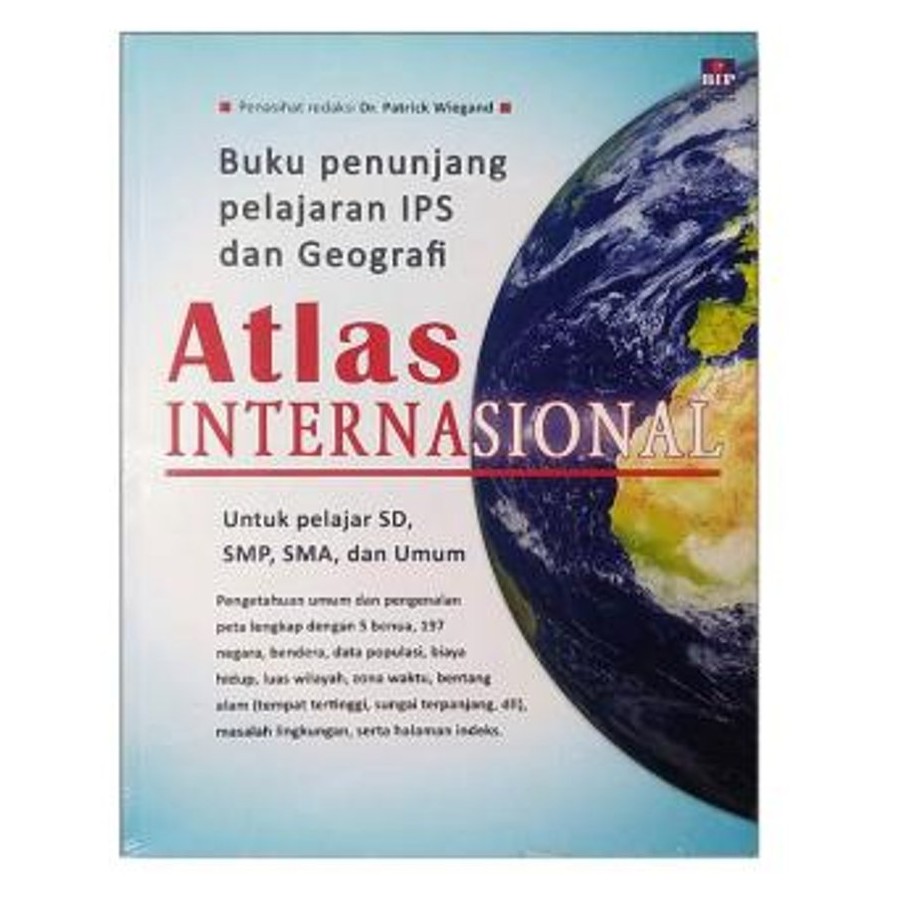 BIP
Penasihat redaksi Dr. Patrick Wiegand
Buku penunjang
pelajaran IPS
dan Geografi
Atlas
INTERNASIONAL
Untuk pelajar SD,
SMP, SMA, dan Umum
Pengetahuan umum dan pengenalan
peta lengkap dengan 5 benua, 197
negara, bendera, data populasi, biaya
hidup, luas wilayah, zona waktu, bentang
alam (tempat tertinggi, sungai terpanjang, dll),
masalah lingkungan, serta halaman indeks.